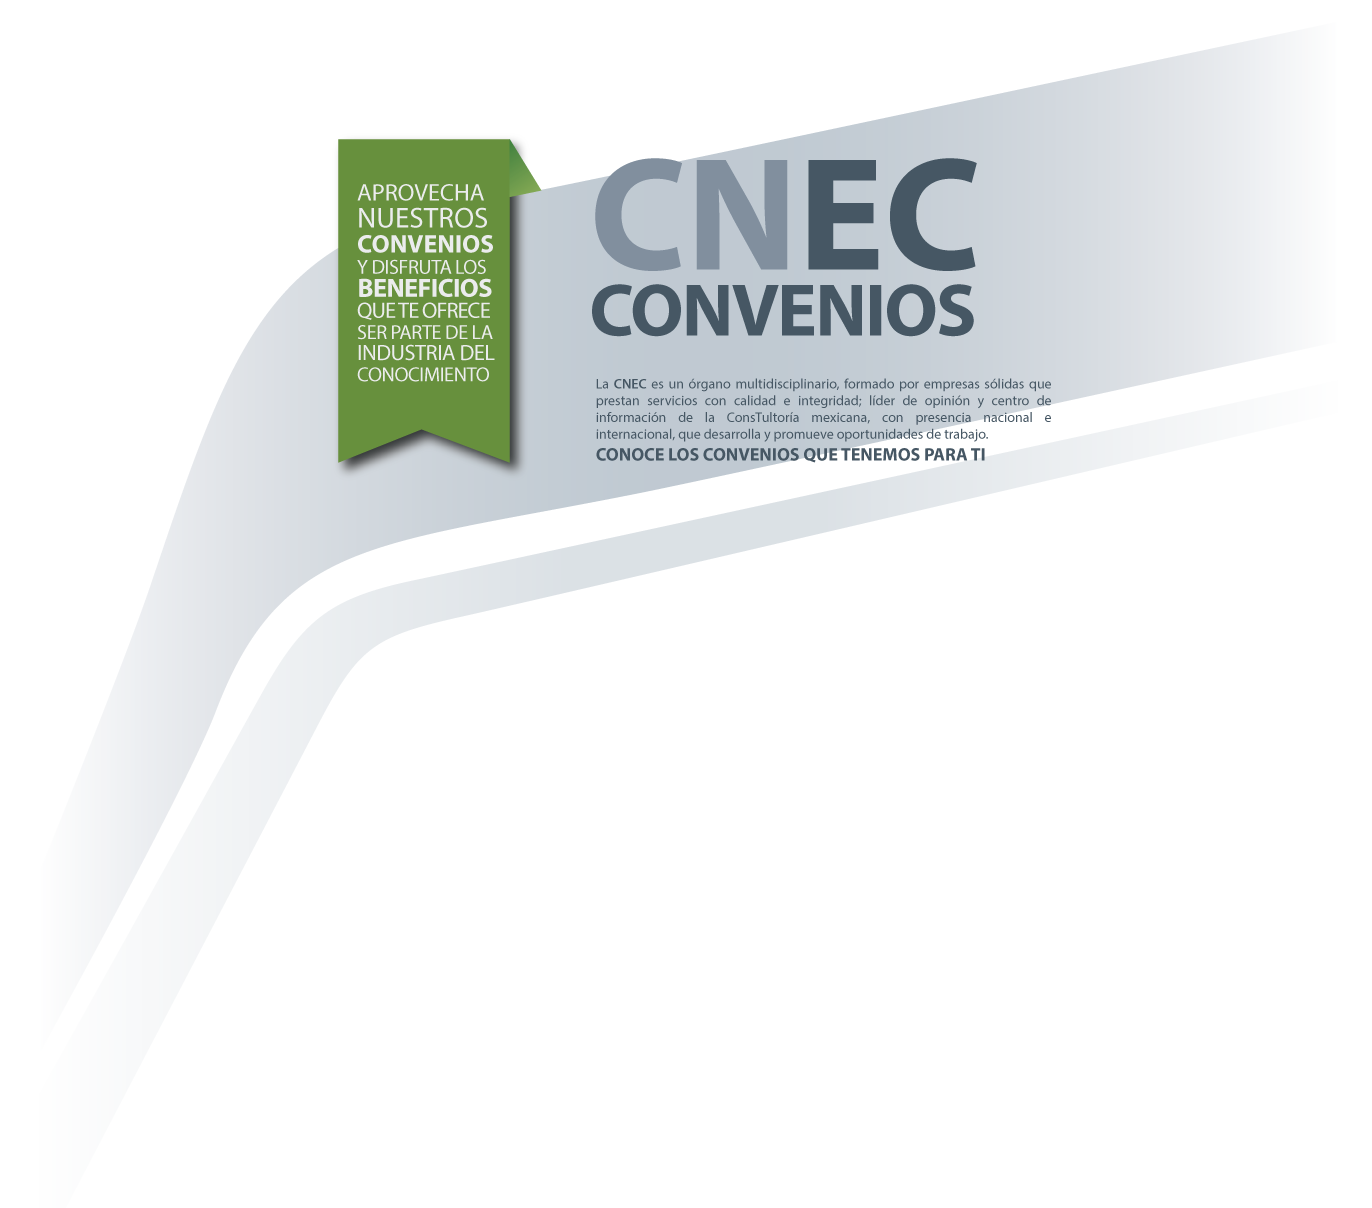 APROVECHA
NUESTROS
CONVENIOS
Y DISFRUTA LOS
BENEFICIOS
QUE TE OFRECE
SER PARTE DE LA
INDUSTRIA DEL
CONOCIMIENTO
CNEC
CONVENIOS
La CNEC es un órgano multidisciplinario, formado por empresas sólidas que
prestan servicios con calidad e integridad; líder de opinión y centro de
información de la ConsTultoría mexicana, con presencia nacional e
internacional, que desarrolla y promueve oportunidades de trabajo.
CONOCE LOS CONVENIOS QUE TENEMOS PARA TI